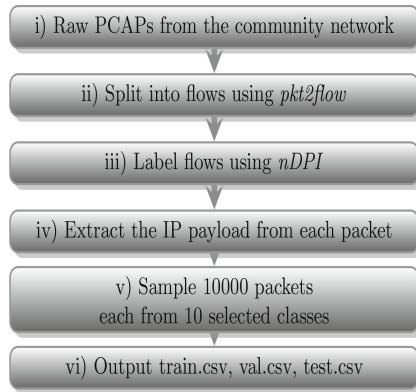 i) Raw PCAPs from the community network
ii) Split into flows using pkt2flow
iii) Label flows using nDPI
iv) Extract the IP payload from each packet
v) Sample 10000 packets
each from 10 selected classes
vi) Output train.csv, val.csv, test.csv